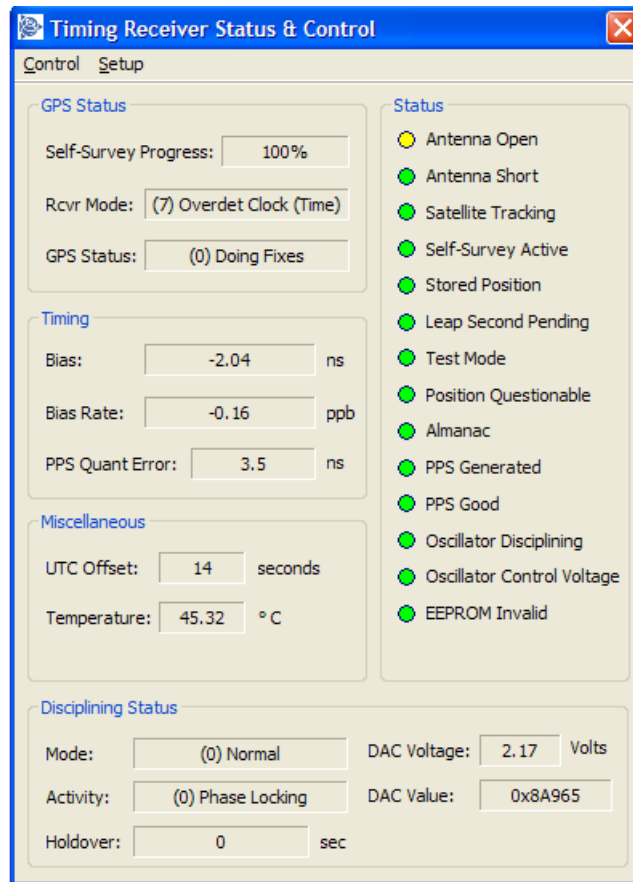 Timing Receiver Status & Control
Control Setup
GPS Status
Self-Survey Progress: 100%
Rcvr Mode: (7) Overdet Clock (Time)
GPS Status: (0) Doing Fixes
Timing
Bias: -2.04 ns
Bias Rate: -0.16 ppb
PPS Quant Error: 3.5 ns
Miscellaneous
UTC Offset: 14 seconds
Temperature: 45.32 ° C
Status
Antenna Open
Antenna Short
Satellite Tracking
Self-Survey Active
Stored Position
Leap Second Pending
Test Mode
Position Questionable
Almanac
PPS Generated
PPS Good
Oscillator Disciplining
Oscillator Control Voltage
EEPROM Invalid
Disciplining Status
Mode: (0) Normal
Activity: (0) Phase Locking
Holdover: 0 sec
DAC Voltage: 2.17 Volts
DAC Value: 0x8A965